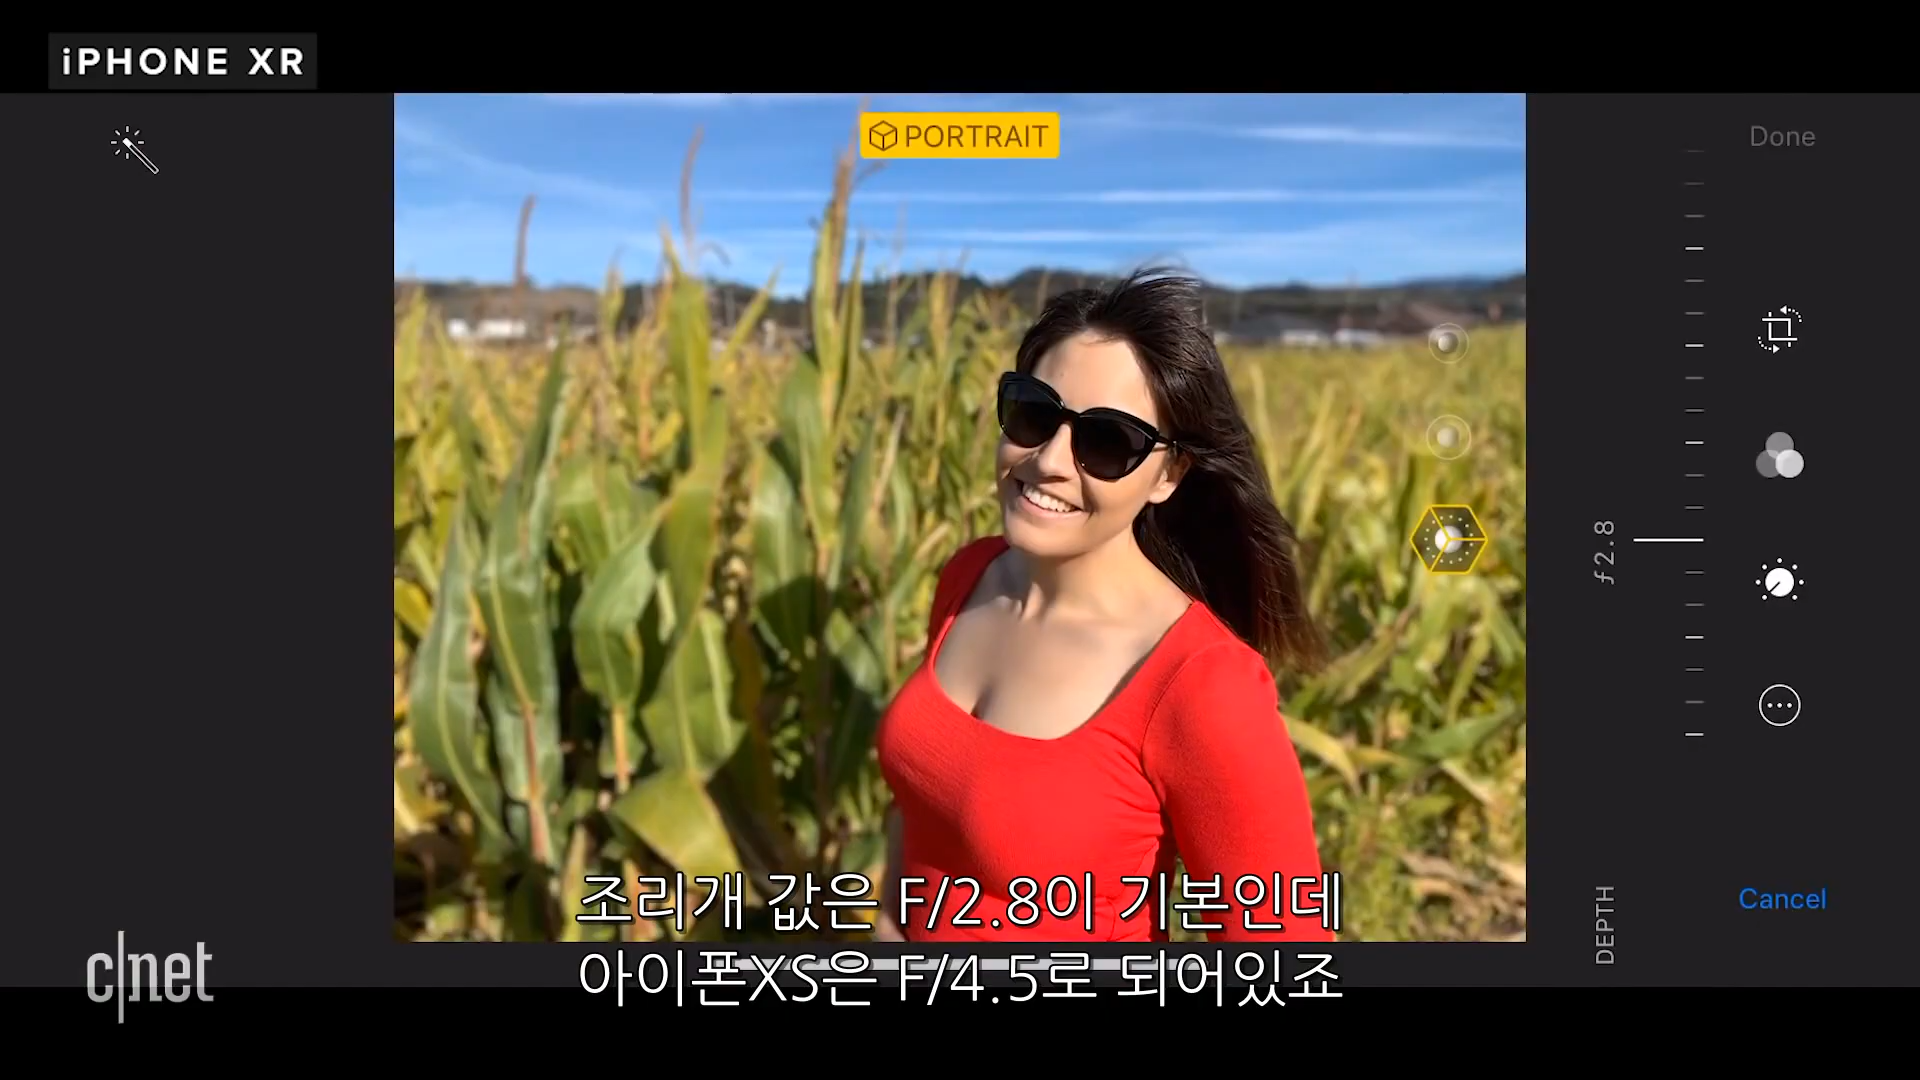 iPHONE XR
PORTRAIT
Done
ƒ2.8
DEPTH
Cancel
조리개 값은 F/2.8이 기본인데
아이폰XS은 F/4.5로 되어있죠
c|net